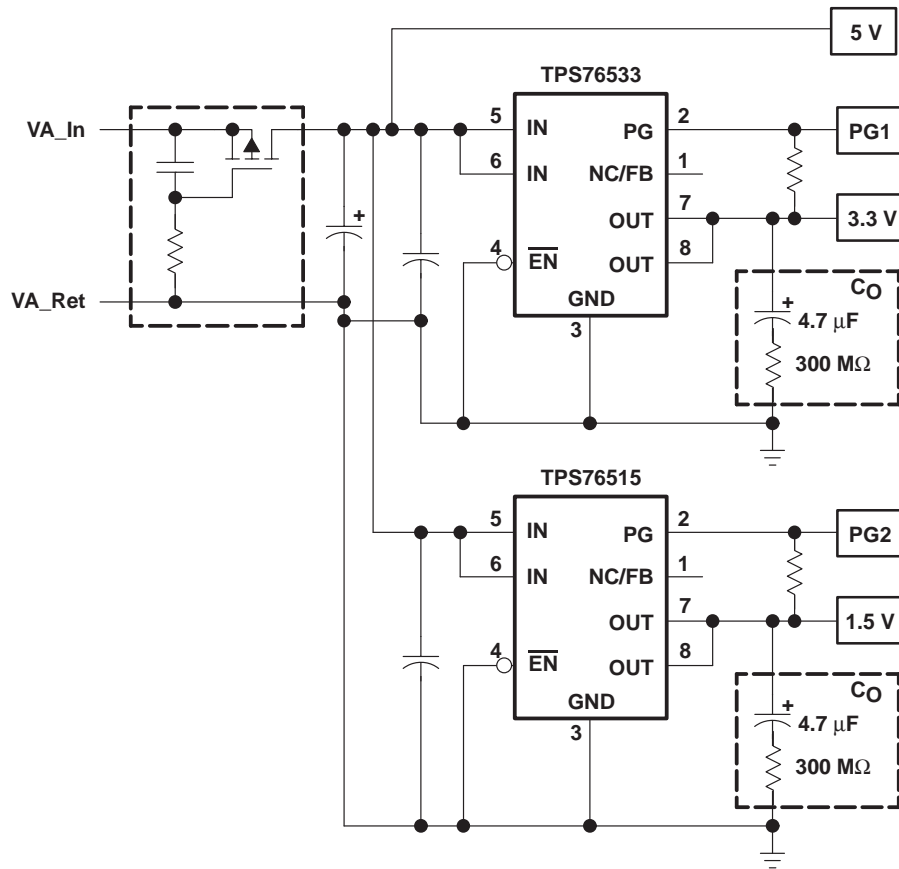 5 V
TPS76533
VA_In
5
IN
PG
2
PG1
6
IN
NC/FB
1
OUT
7
3.3 V
4
EN
OUT
8
VA_Ret
GND
3
CO
+
+
4.7 μF
300 MΩ
TPS76515
5
IN
PG
2
PG2
6
IN
NC/FB
1
OUT
7
1.5 V
4
EN
OUT
8
GND
3
CO
+
4.7 μF
300 MΩ